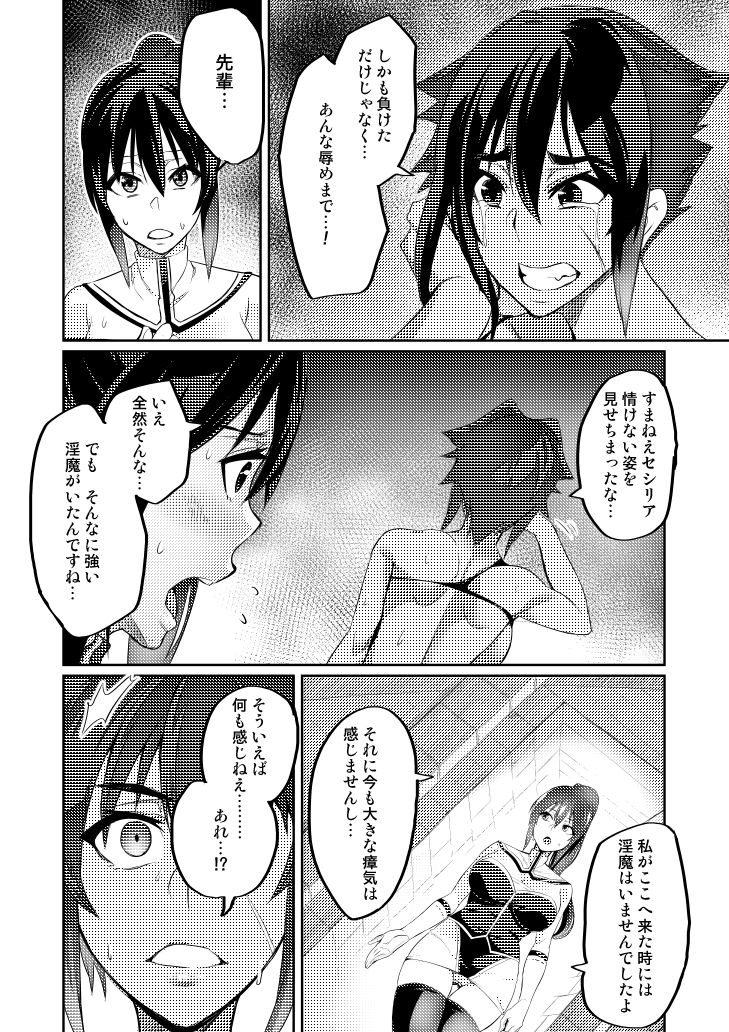 しかも負けた
だけじゃなく…
あんな辱めまで…！
先輩…
すまねえセシリア
情けない姿を
見せちまったな…
いえ
全然そんな…
でも そんなに強い
淫魔がいたんですね…
私がここへ来た時には
淫魔はいませんでしたよ
それに今も大きな瘴気は
感じませんし…
そういえば
何も感じねえ………
あれ…!?